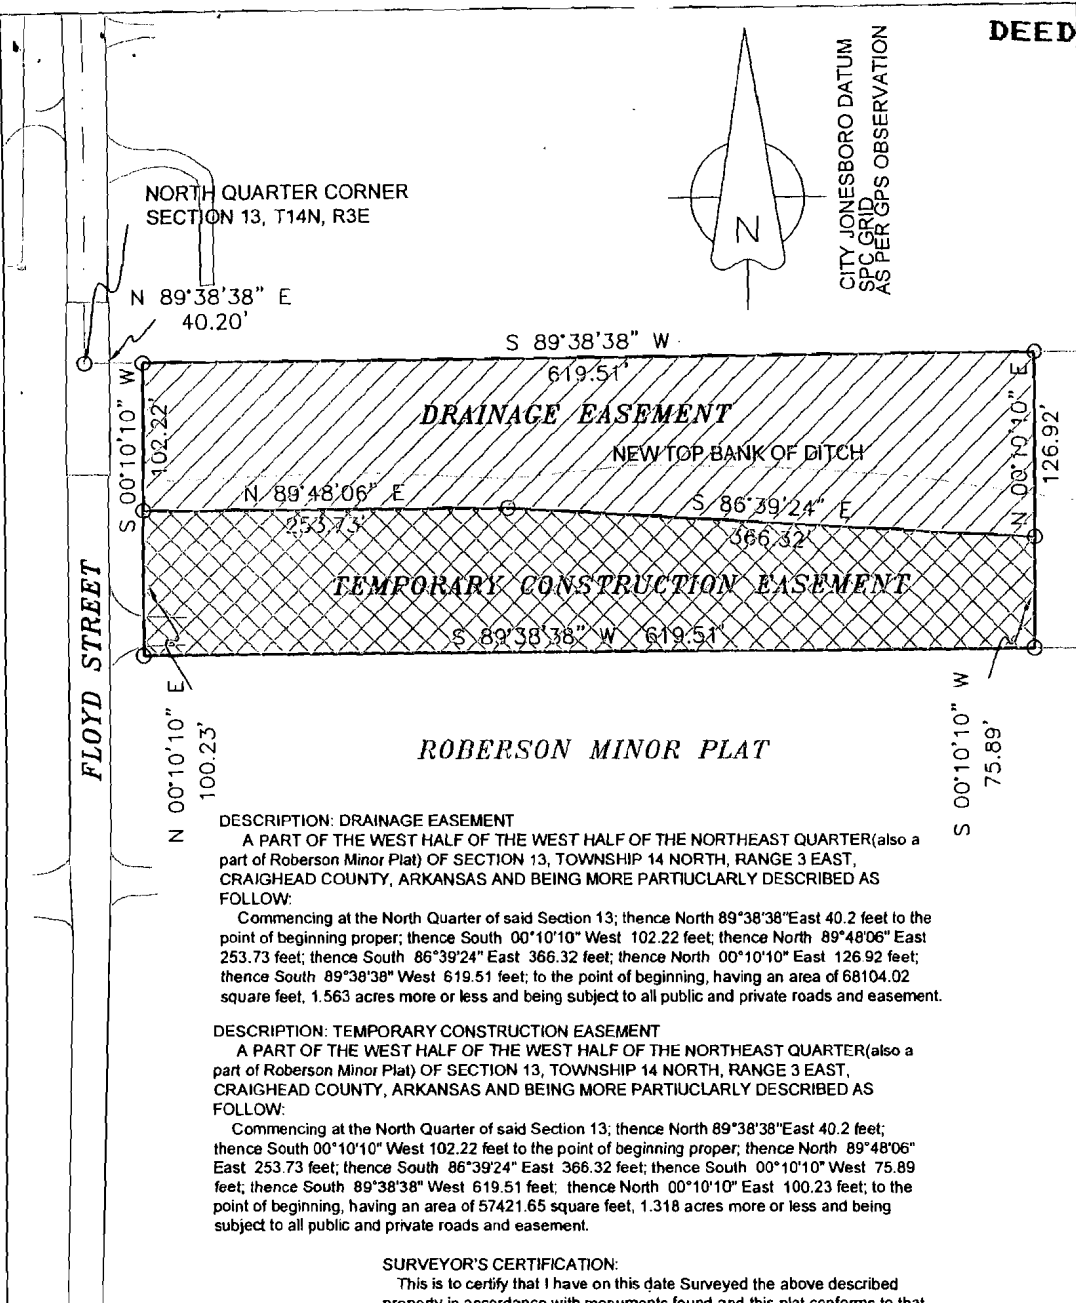 DEED
CITY JONESBORO DATUM
SPC GRID
AS PER GPS OBSERVATION
N
NORTH QUARTER CORNER
SECTION 13, T14N, R3E
N 89°38'38" E
40.20'
S 89°38'38" W
619.51'
S 00°10'10" W
102.22'
DRAINAGE EASEMENT
N 00°10'10" E
126.92'
NEW TOP BANK OF DITCH
N 89°48'06" E
253.73'
S 86°39'24" E
366.32'
TEMPORARY CONSTRUCTION EASEMENT
S 89°38'38" W 619.51'
FLOYD STREET
N 00°10'10" E
100.23'
S 00°10'10" W
75.89'
ROBERSON MINOR PLAT
DESCRIPTION: DRAINAGE EASEMENT
A PART OF THE WEST HALF OF THE WEST HALF OF THE NORTHEAST QUARTER(also a
part of Roberson Minor Plat) OF SECTION 13, TOWNSHIP 14 NORTH, RANGE 3 EAST,
CRAIGHEAD COUNTY, ARKANSAS AND BEING MORE PARTIUCLARLY DESCRIBED AS
FOLLOW:
Commencing at the North Quarter of said Section 13; thence North 89°38'38"East 40.2 feet to the
point of beginning proper; thence South 00°10'10" West 102.22 feet; thence North 89°48'06" East
253.73 feet; thence South 86°39'24" East 366.32 feet; thence North 00°10'10" East 126.92 feet;
thence South 89°38'38" West 619.51 feet; to the point of beginning, having an area of 68104.02
square feet, 1.563 acres more or less and being subject to all public and private roads and easement.
DESCRIPTION: TEMPORARY CONSTRUCTION EASEMENT
A PART OF THE WEST HALF OF THE WEST HALF OF THE NORTHEAST QUARTER(also a
part of Roberson Minor Plat) OF SECTION 13, TOWNSHIP 14 NORTH, RANGE 3 EAST,
CRAIGHEAD COUNTY, ARKANSAS AND BEING MORE PARTIUCLARLY DESCRIBED AS
FOLLOW:
Commencing at the North Quarter of said Section 13; thence North 89°38'38"East 40.2 feet;
thence South 00°10'10" West 102.22 feet to the point of beginning proper; thence North 89°48'06"
East 253.73 feet; thence South 86°39'24" East 366.32 feet; thence South 00°10'10" West 75.89
feet; thence South 89°38'38" West 619.51 feet; thence North 00°10'10" East 100.23 feet; to the
point of beginning, having an area of 57421.65 square feet, 1.318 acres more or less and being
subject to all public and private roads and easement.
SURVEYOR'S CERTIFICATION:
This is to certify that I have on this date Surveyed the above described
property in accordance with monuments found and this plat conforms to that